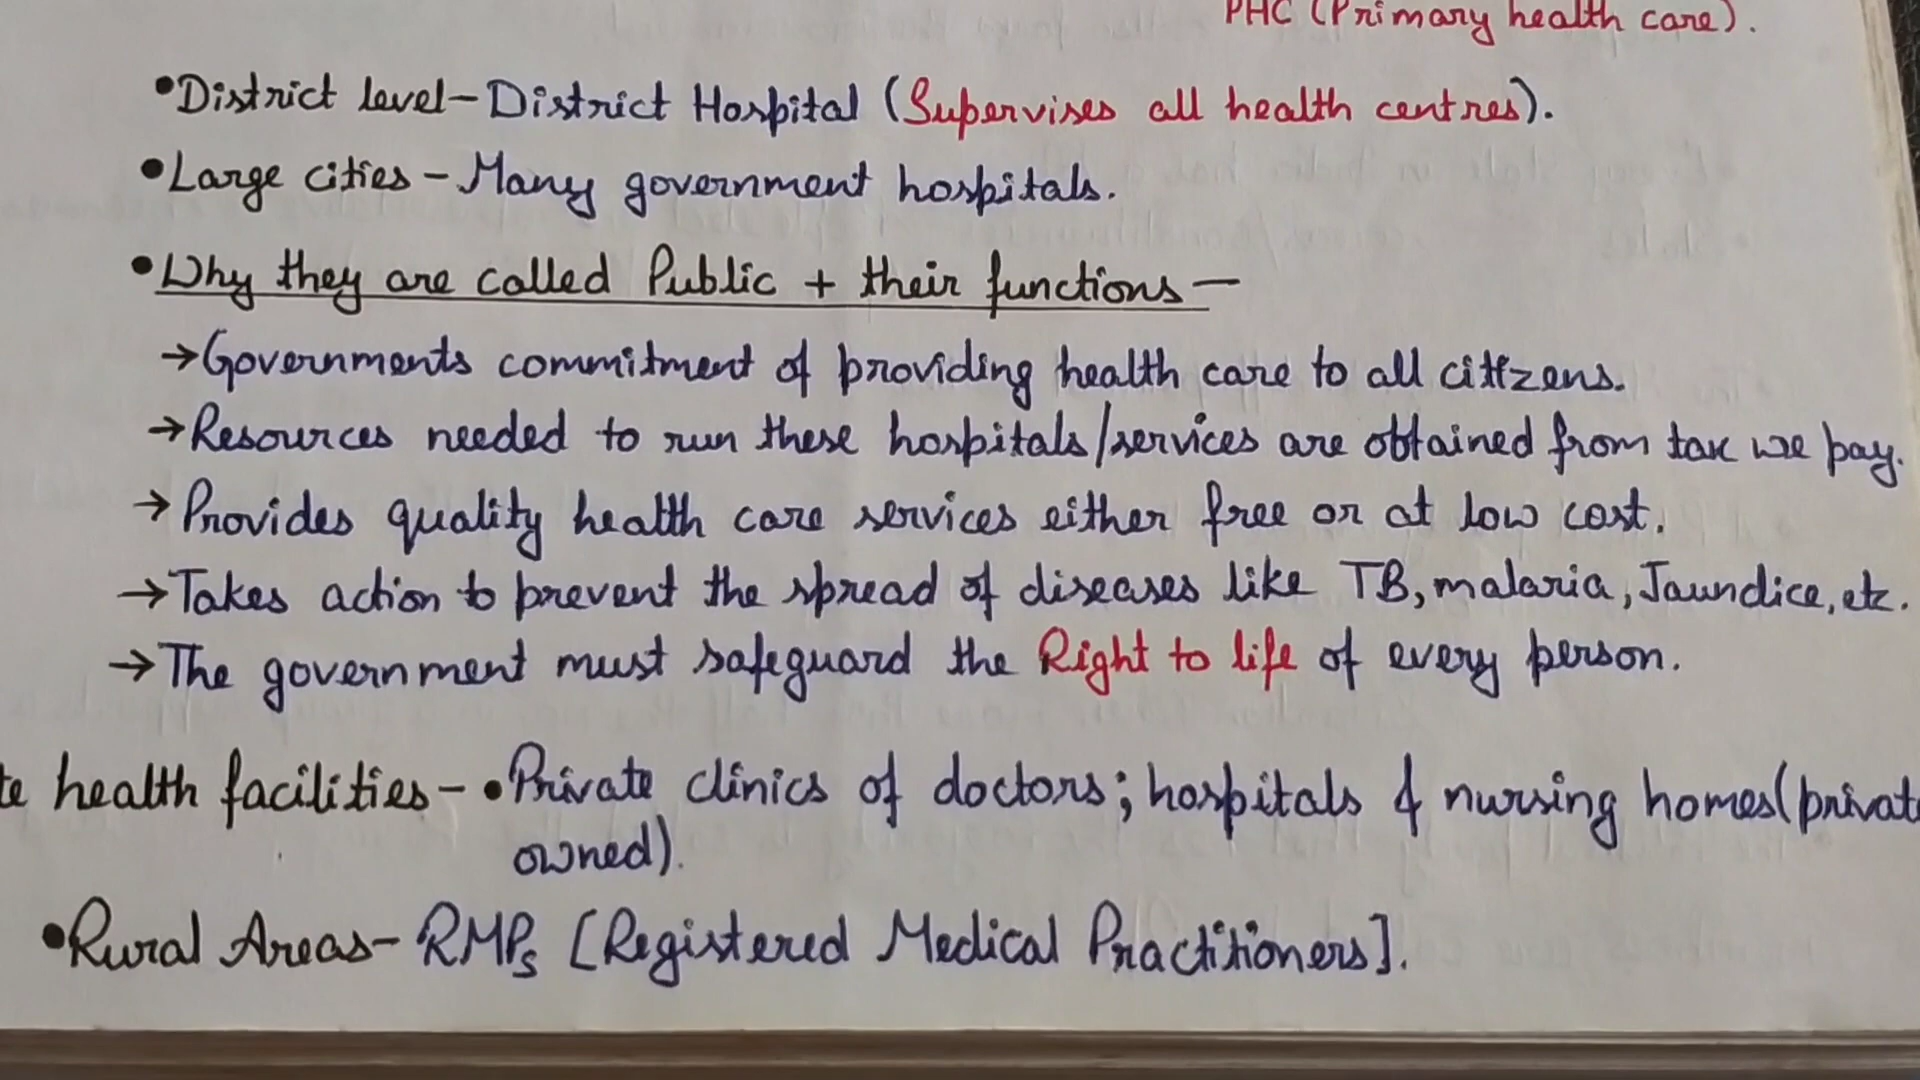 PHC (Primary health care).
•District level-District Hospital (Supervises all health centres).
•Large cities - Many government hospitals.
•Why they are called Public + their functions-
→Governments commitment of providing health care to all citizens.
→Resources needed to run these hospitals/services are obtained from tax we pay.
→Provides quality health care services either free or at low cost.
→Takes action to prevent the spread of diseases like TB, malaria, Jaundice, etc.
→The government must safeguard the Right to life of every person.
te health facilities- •Private clinics of doctors; hospitals & nursing homes(private
owned).
•Rural Areas- RMPs [Registered Medical Practitioners].